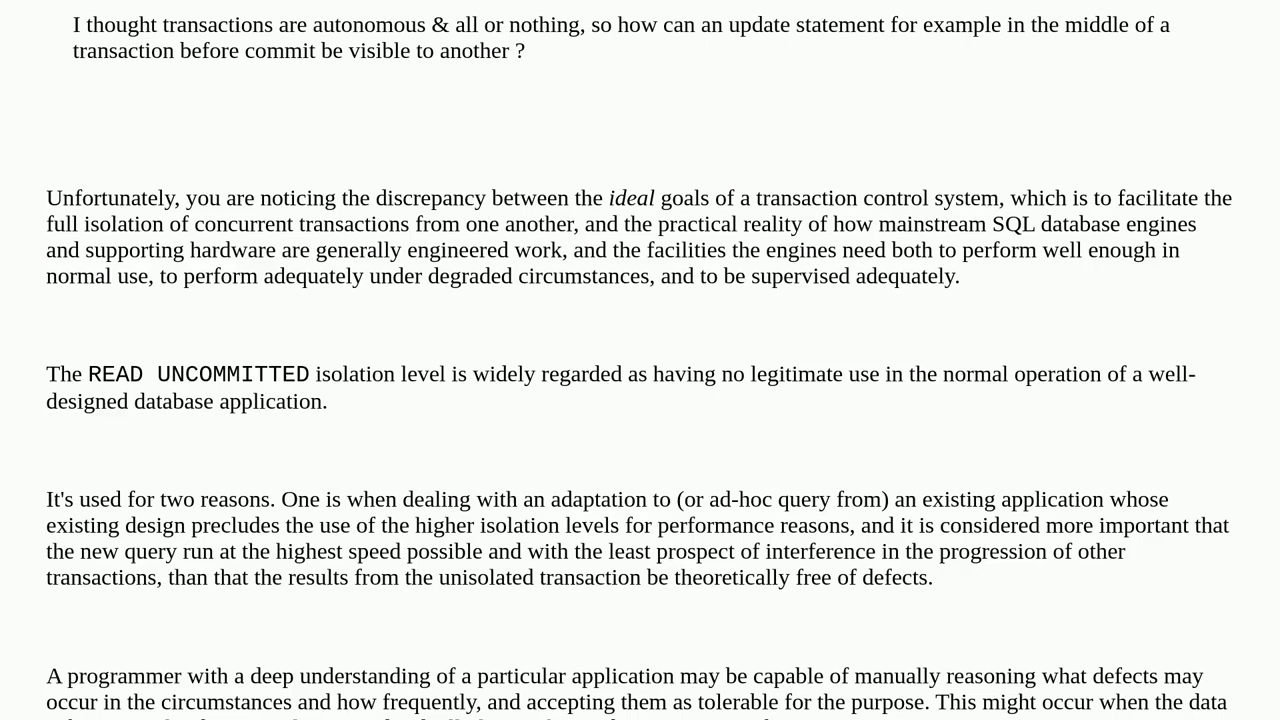 I thought transactions are autonomous & all or nothing, so how can an update statement for example in the middle of a
transaction before commit be visible to another ?
Unfortunately, you are noticing the discrepancy between the ideal goals of a transaction control system, which is to facilitate the
full isolation of concurrent transactions from one another, and the practical reality of how mainstream SQL database engines
and supporting hardware are generally engineered work, and the facilities the engines need both to perform well enough in
normal use, to perform adequately under degraded circumstances, and to be supervised adequately.
The READ UNCOMMITTED isolation level is widely regarded as having no legitimate use in the normal operation of a well-
designed database application.
It's used for two reasons. One is when dealing with an adaptation to (or ad-hoc query from) an existing application whose
existing design precludes the use of the higher isolation levels for performance reasons, and it is considered more important that
the new query run at the highest speed possible and with the least prospect of interference in the progression of other
transactions, than that the results from the unisolated transaction be theoretically free of defects.
A programmer with a deep understanding of a particular application may be capable of manually reasoning what defects may
occur in the circumstances and how frequently, and accepting them as tolerable for the purpose. This might occur when the data